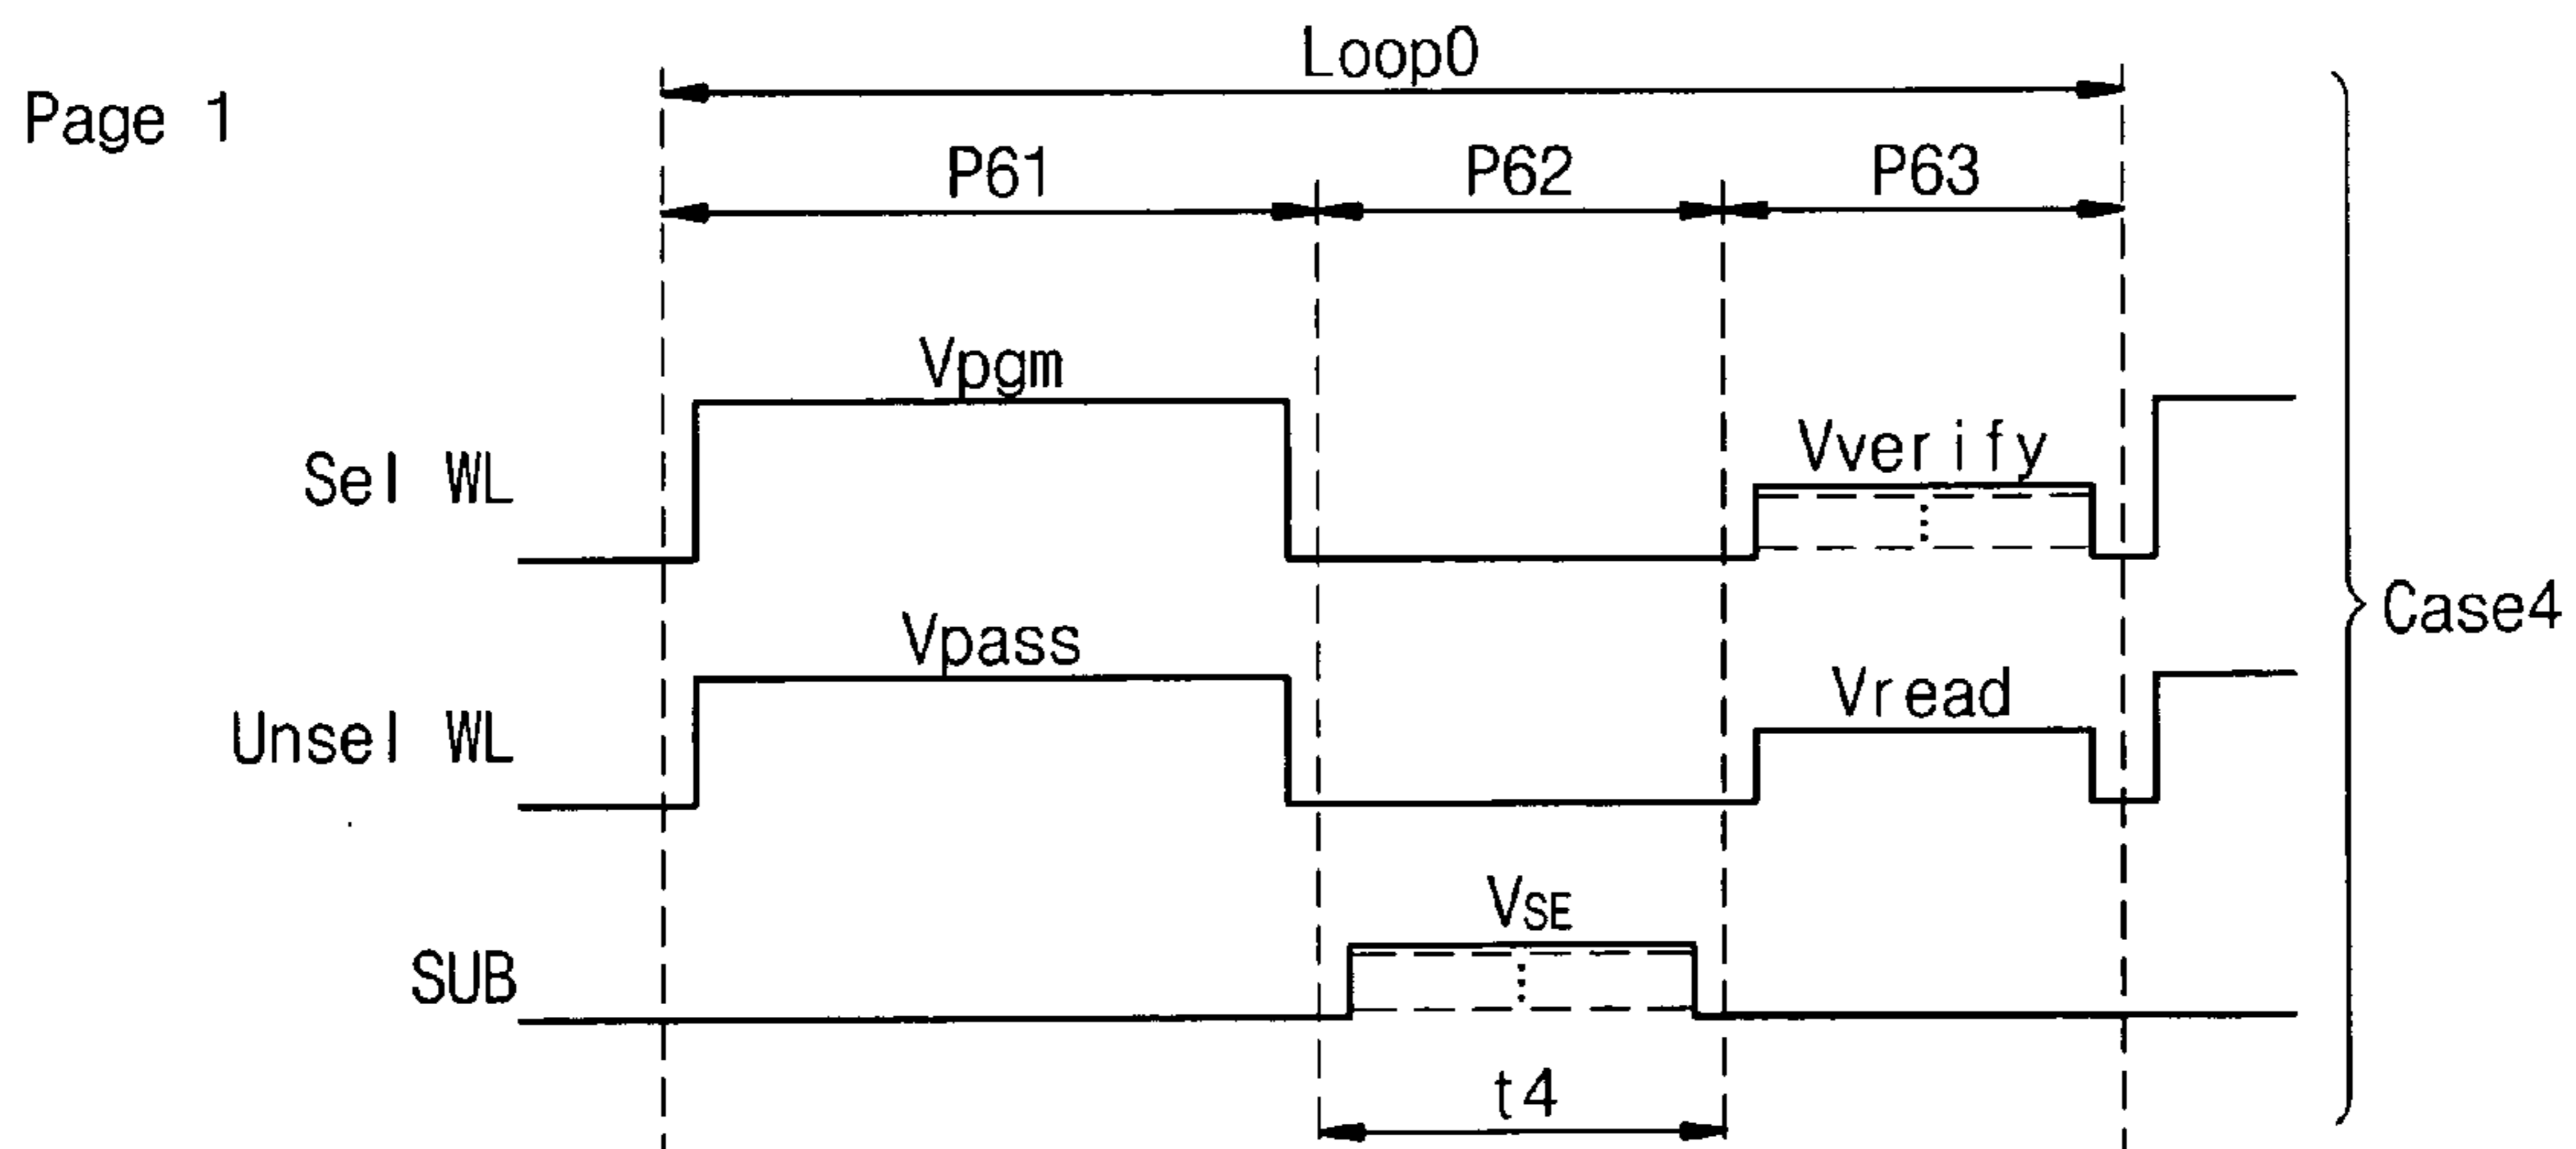 Loop0
Page 1
P61 P62 P63
Vpgm
Vverify
Sel WL
Vpass
Vread
Case4
Unsel WL
VSE
SUB
t4